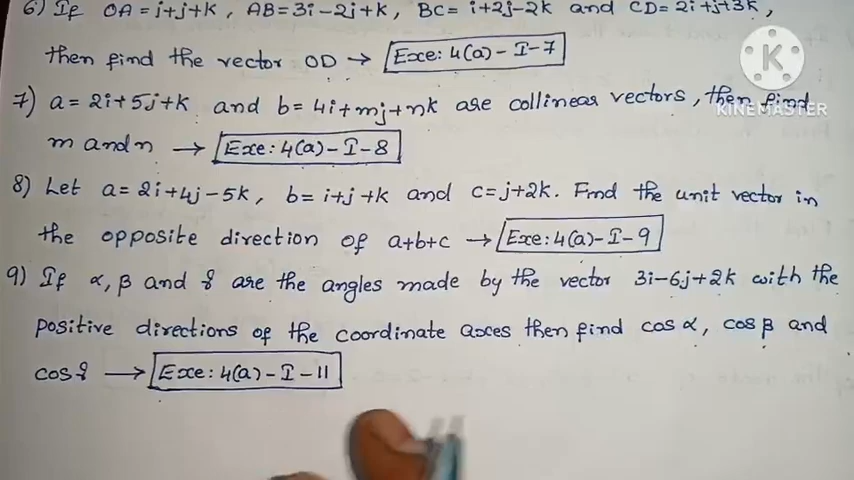 6) If OA = i+j+k, AB=3i-2j+k, BC= i+2j-2k and CD=2i+j+3k,
then find the vector OD → Exe: 4(a) - I - 7
7) a = 2i+5j+k and b= 4i+mj+nk are collinear vectors, then find
m and n → Exe: 4(a) - I - 8
8) Let a=2i+4j-5k, b= i+j+k and c=j+2k. Find the unit vector in
the opposite direction of a+b+c → Exe: 4(a) - I - 9
9) If α, β and γ are the angles made by the vector 3i-6j+2k with the
positive directions of the coordinate axes then find cos α, cos β and
cos γ → Exe: 4(a) - I - 11
K
KINEMASTER